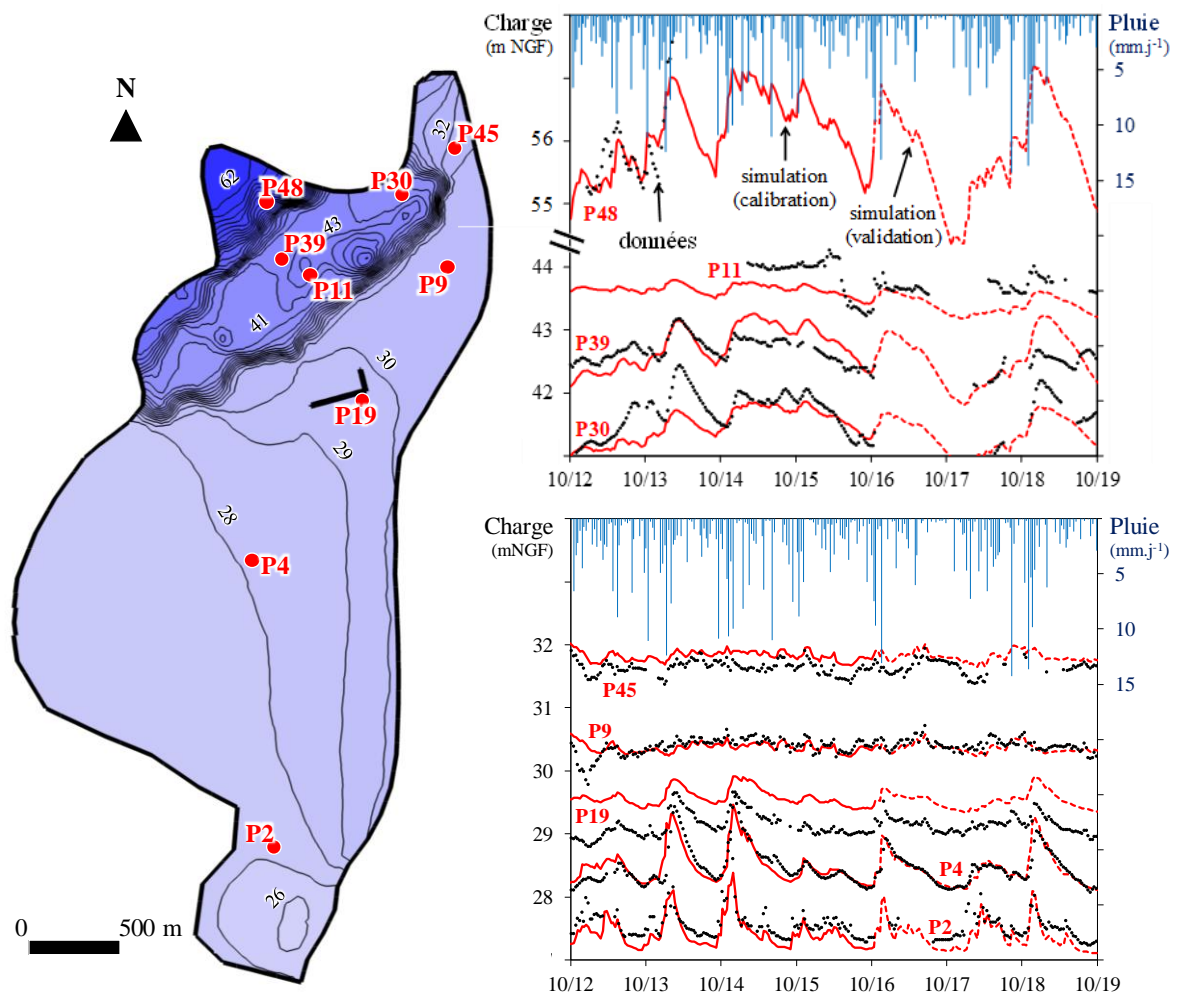 N
62
P48
P30
32
P45
43
P39
P11
P9
41
30
P19
29
28
P4
P2
26
0
500 m
Charge
(m NGF)
Pluie
(mm.j-1)
5
10
15
56
55
44
43
42
simulation
(calibration)
simulation
(validation)
données
P48
P11
P39
P30
10/12
10/13
10/14
10/15
10/16
10/17
10/18
10/19
Charge
(mNGF)
Pluie
(mm.j-1)
5
10
15
32
31
30
29
28
P45
P9
P19
P4
P2
10/12
10/13
10/14
10/15
10/16
10/17
10/18
10/19